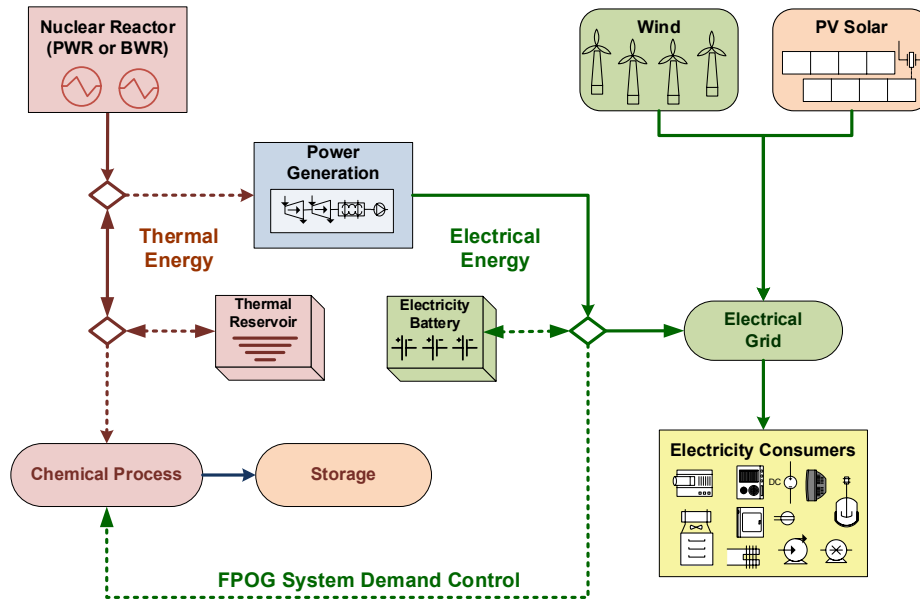 Nuclear Reactor
(PWR or BWR)
Wind
PV Solar
Power
Generation
Thermal
Energy
Electrical
Energy
Thermal
Reservoir
Electricity
Battery
Electrical
Grid
Chemical Process
Storage
Electricity Consumers
DC
FPOG System Demand Control